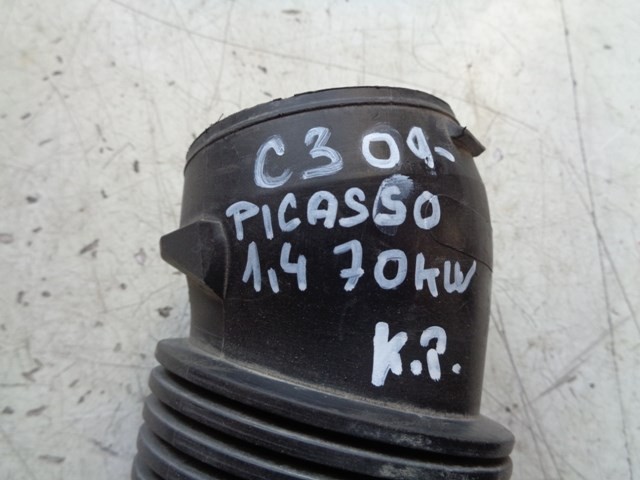 C3 09-
PICASSO
1,4 70KW
K.P.